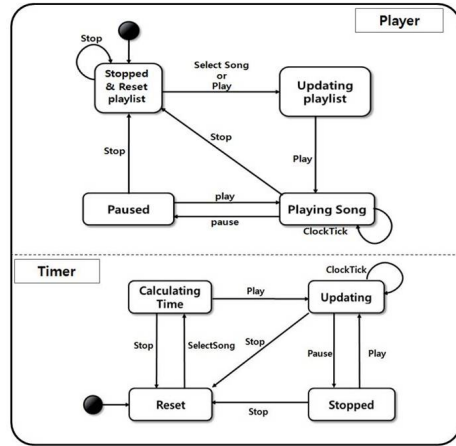 Player
Stop
Stopped
& Reset
playlist
Select Song
or
Play
Updating
playlist
Stop
Stop
Play
Paused
play
pause
Playing Song
ClockTick
Timer
ClockTick
Calculating
Time
Play
Updating
Stop
SelectSong
Stop
Pause
Play
Reset
Stop
Stopped